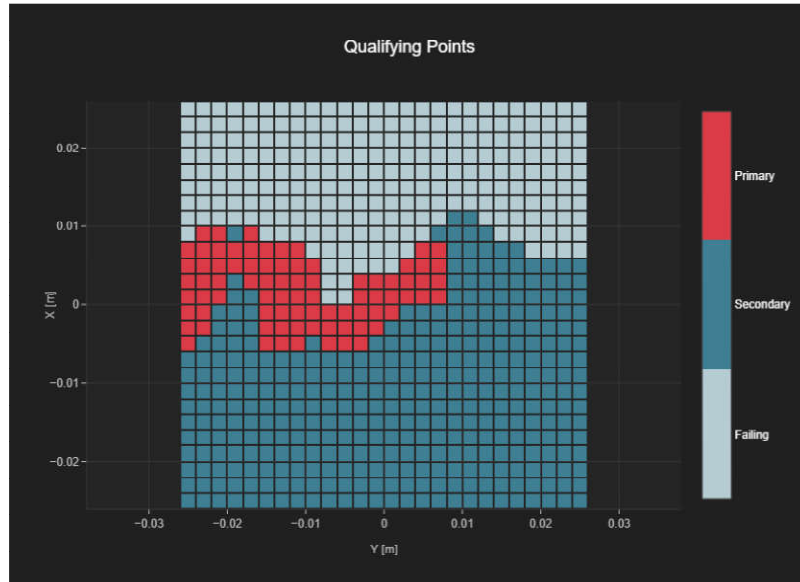 Qualifying Points
Primary
Secondary
Failing
0.02
0.01
0
−0.01
−0.02
X [m]
−0.03
−0.02
−0.01
0
0.01
0.02
0.03
Y [m]